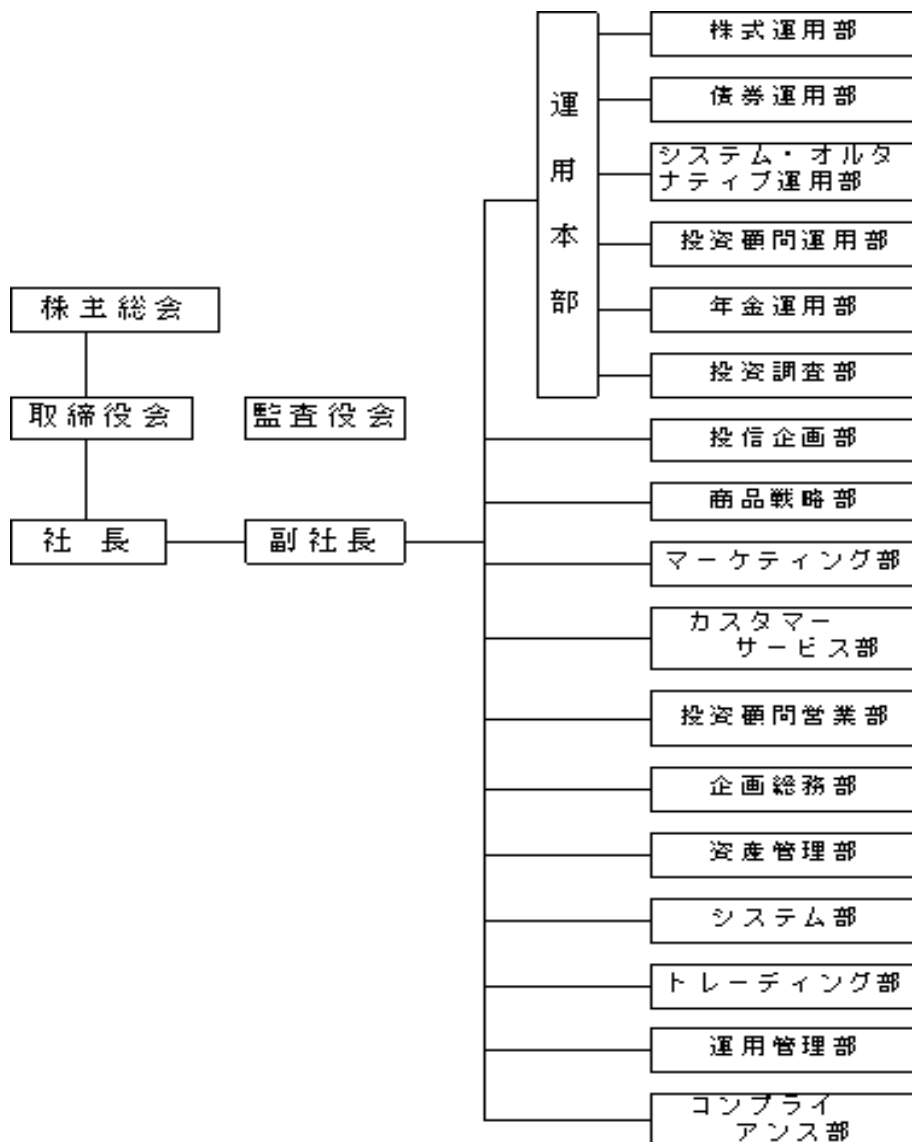 株主総会
取締役会
監査役会
社長
副社長
運用本部
株式運用部
債券運用部
システム・オルタ
ナティブ運用部
投資顧問運用部
年金運用部
投資調査部
投信企画部
商品戦略部
マーケティング部
カスタマー
サービス部
投資顧問営業部
企画総務部
資産管理部
システム部
トレーディング部
運用管理部
コンプライ
アンス部